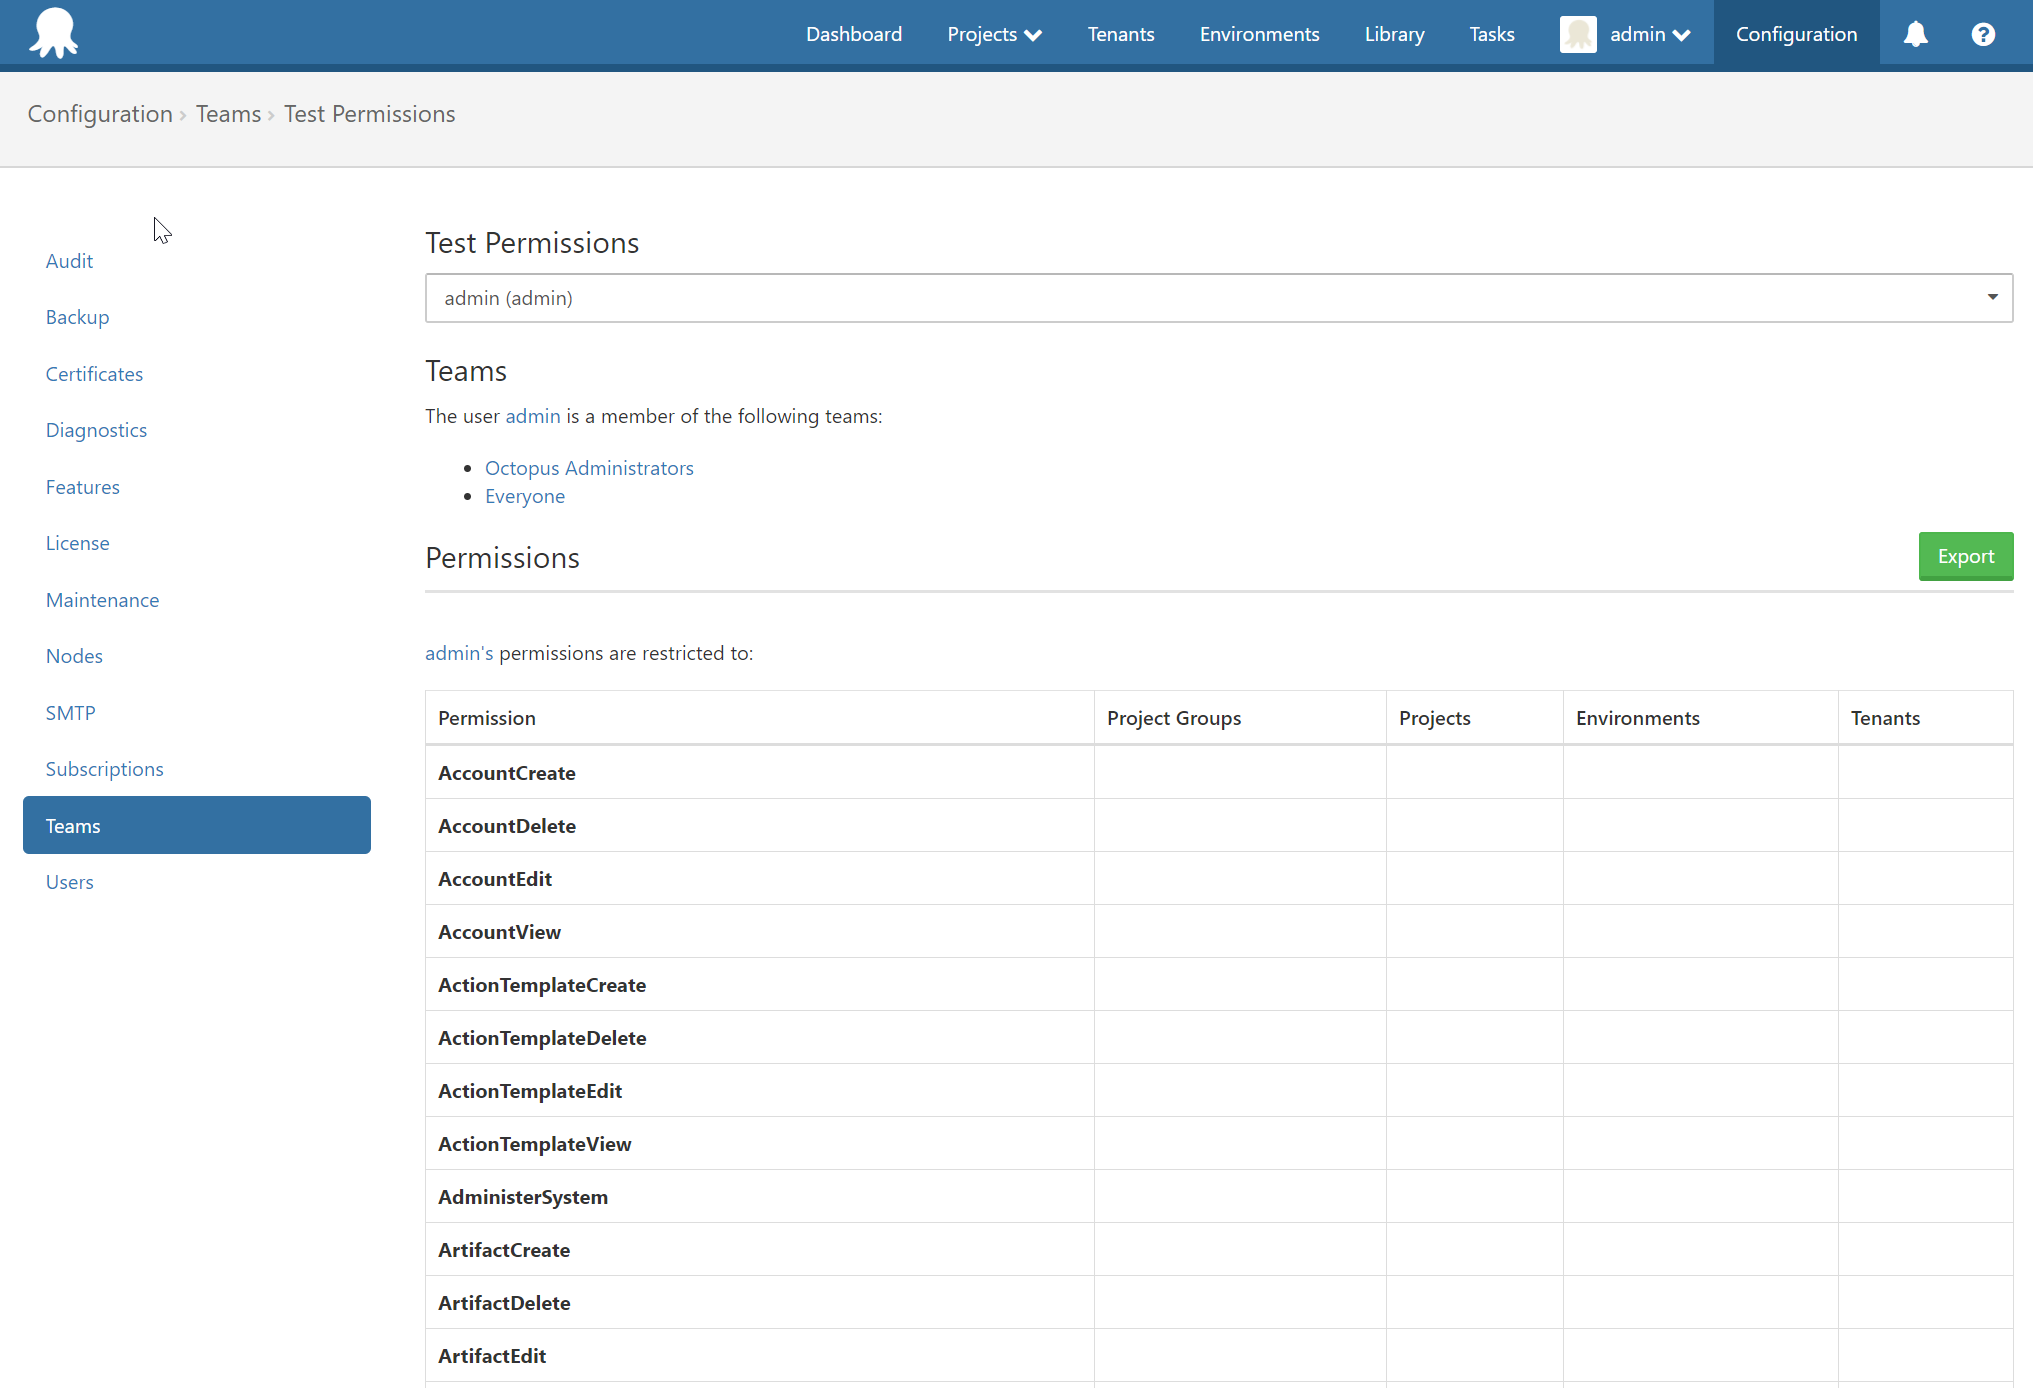 Dashboard Projects Tenants Environments Library Tasks admin Configuration
Configuration › Teams › Test Permissions
Audit
Backup
Certificates
Diagnostics
Features
License
Maintenance
Nodes
SMTP
Subscriptions
Teams
Users
Test Permissions
admin (admin)
Teams
The user admin is a member of the following teams:
• Octopus Administrators
• Everyone
Permissions Export
admin's permissions are restricted to:
Permission Project Groups Projects Environments Tenants
AccountCreate
AccountDelete
AccountEdit
AccountView
ActionTemplateCreate
ActionTemplateDelete
ActionTemplateEdit
ActionTemplateView
AdministerSystem
ArtifactCreate
ArtifactDelete
ArtifactEdit